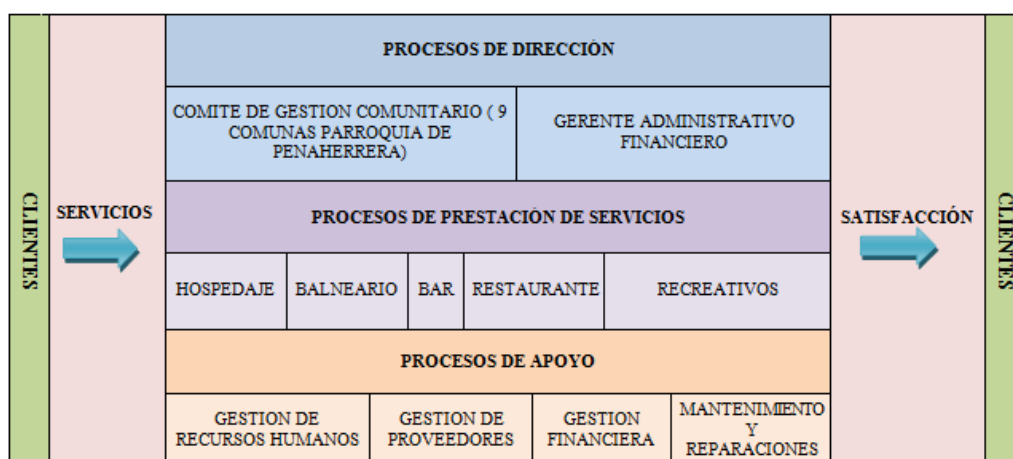 CLIENTES
SERVICIOS
PROCESOS DE DIRECCIÓN
COMITE DE GESTION COMUNITARIO ( 9
COMUNAS PARROQUIA DE
PENAHERRERA)
GERENTE ADMINISTRATIVO
FINANCIERO
PROCESOS DE PRESTACIÓN DE SERVICIOS
HOSPEDAJE
BALNEARIO
BAR
RESTAURANTE
RECREATIVOS
PROCESOS DE APOYO
GESTION DE
RECURSOS HUMANOS
GESTION DE
PROVEEDORES
GESTION
FINANCIERA
MANTENIMIENTO
Y
REPARACIONES
SATISFACCIÓN
CLIENTES